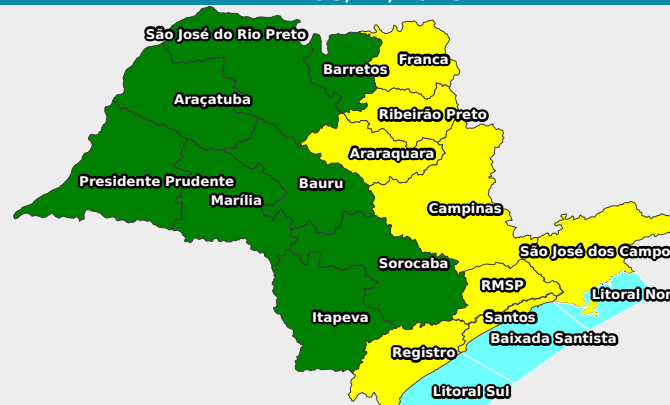 São José do Rio Preto
Franca
Barretos
Araçatuba
Ribeirão Preto
Araraquara
Presidente Prudente
Bauru
Marília
Campinas
São José dos Campo
Sorocaba
RMSP
Litoral Nor
Itapeva
Santos
Baixada Santista
Registro
Litoral Sul